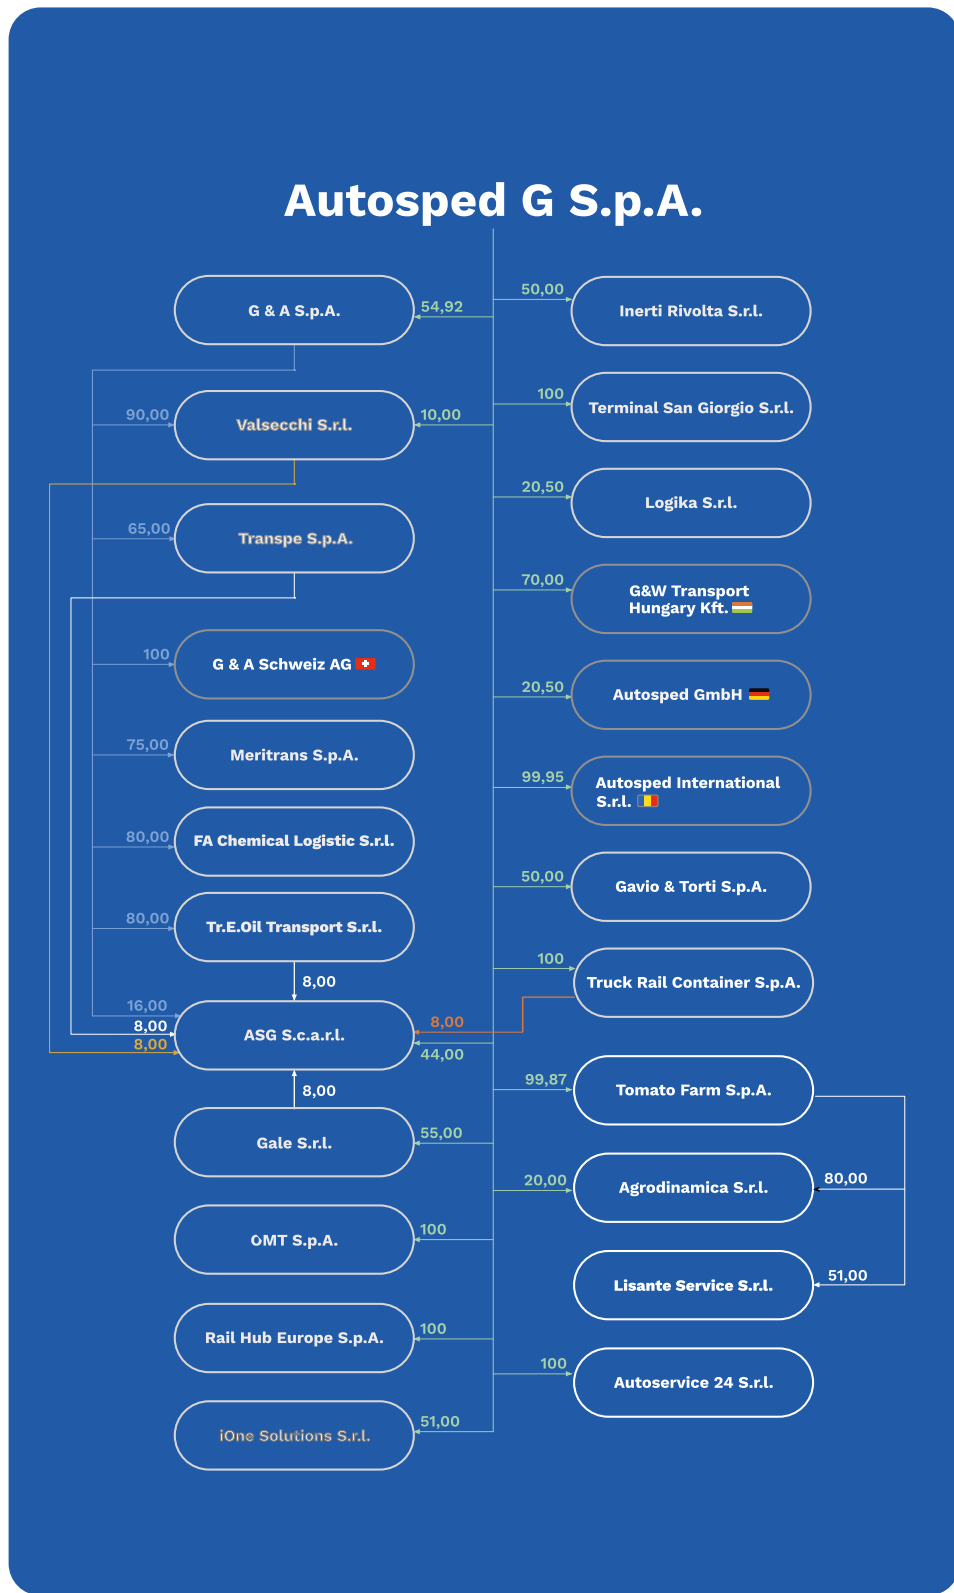 Autosped G S.p.A.
G & A S.p.A.
54,92
50,00
Inerti Rivolta S.r.l.
90,00
Valsecchi S.r.l.
10,00
100
Terminal San Giorgio S.r.l.
65,00
Transpe S.p.A.
20,50
Logika S.r.l.
70,00
G&W Transport
Hungary Kft.
100
G & A Schweiz AG
20,50
Autosped GmbH
75,00
Meritrans S.p.A.
99,95
Autosped International
S.r.l.
80,00
FA Chemical Logistic S.r.l.
50,00
Gavio & Torti S.p.A.
80,00
Tr.E.Oil Transport S.r.l.
8,00
100
Truck Rail Container S.p.A.
16,00
8,00
8,00
ASG S.c.a.r.l.
8,00
44,00
8,00
99,87
Tomato Farm S.p.A.
Gale S.r.l.
55,00
20,00
Agrodinamica S.r.l.
80,00
OMT S.p.A.
100
Lisante Service S.r.l.
51,00
Rail Hub Europe S.p.A.
100
100
Autoservice 24 S.r.l.
iOne Solutions S.r.l.
51,00